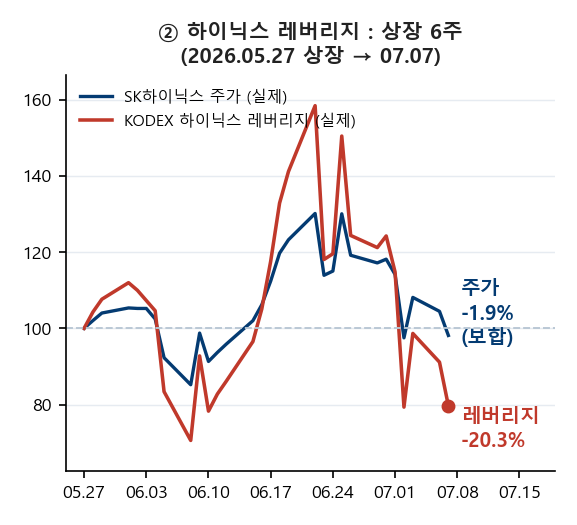 ② 하이닉스 레버리지 : 상장 6주
(2026.05.27 상장 → 07.07)
SK하이닉스 주가 (실제)
KODEX 하이닉스 레버리지 (실제)
160
140
120
100
80
주가
-1.9%
(보합)
레버리지
-20.3%
05.27 06.03 06.10 06.17 06.24 07.01 07.08 07.15